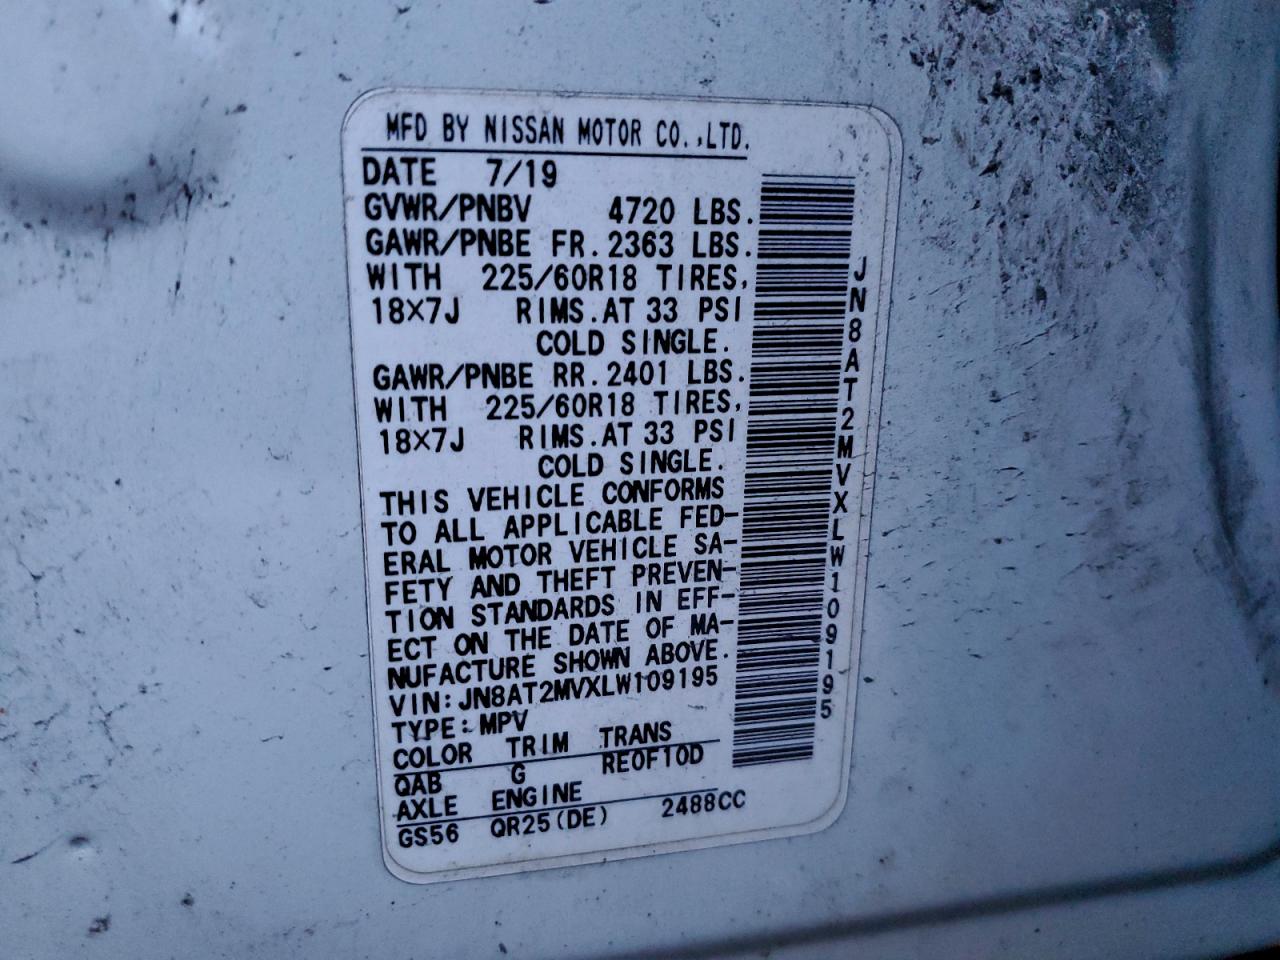 MFD BY NISSAN MOTOR CO.,LTD.
DATE 7/19
GVWR/PNBV 4720 LBS.
GAWR/PNBE FR.2363 LBS.
WITH 225/60R18 TIRES,
18×7J RIMS.AT 33 PSI
COLD SINGLE.
GAWR/PNBE RR.2401 LBS.
WITH 225/60R18 TIRES,
18×7J RIMS.AT 33 PSI
COLD SINGLE.
THIS VEHICLE CONFORMS
TO ALL APPLICABLE FED-
ERAL MOTOR VEHICLE SA-
FETY AND THEFT PREVEN-
TION STANDARDS IN EFF-
ECT ON THE DATE OF MA-
NUFACTURE SHOWN ABOVE.
VIN:JN8AT2MVXLW109195
TYPE:MPV
COLOR TRIM TRANS
QAB G RE0F10D
AXLE ENGINE
GS56 QR25(DE) 2488CC
JN8AT2MVXLW109195